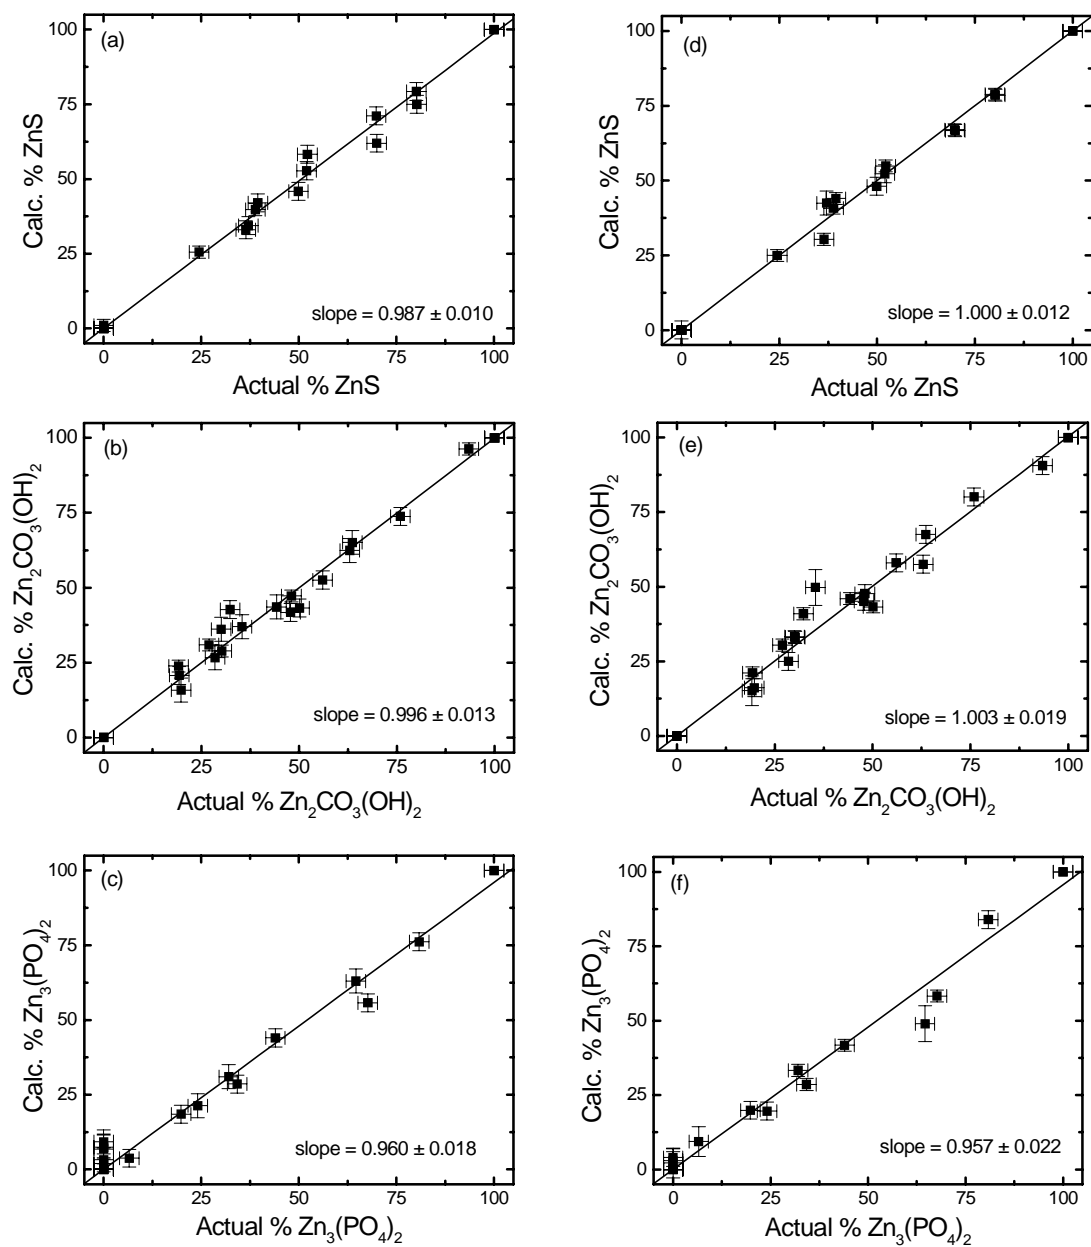 (a)
Calc. % ZnS
100
75
50
25
0
slope = 0.987 ± 0.010
0 25 50 75 100
Actual % ZnS
(d)
Calc. % ZnS
100
75
50
25
0
slope = 1.000 ± 0.012
0 25 50 75 100
Actual % ZnS
(b)
Calc. % Zn₂CO₃(OH)₂
100
75
50
25
0
slope = 0.996 ± 0.013
0 25 50 75 100
Actual % Zn₂CO₃(OH)₂
(e)
Calc. % Zn₂CO₃(OH)₂
100
75
50
25
0
slope = 1.003 ± 0.019
0 25 50 75 100
Actual % Zn₂CO₃(OH)₂
(c)
Calc. % Zn₃(PO₄)₂
100
75
50
25
0
slope = 0.960 ± 0.018
0 25 50 75 100
Actual % Zn₃(PO₄)₂
(f)
Calc. % Zn₃(PO₄)₂
100
75
50
25
0
slope = 0.957 ± 0.022
0 25 50 75 100
Actual % Zn₃(PO₄)₂